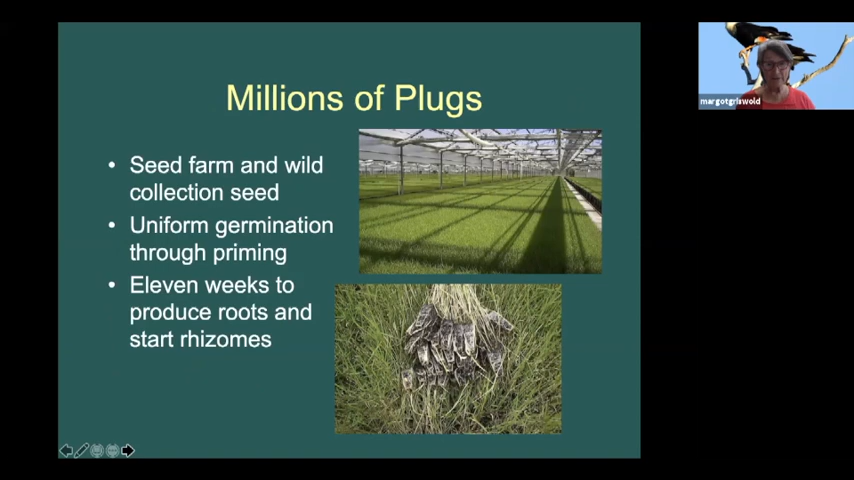 Millions of Plugs
• Seed farm and wild
collection seed
• Uniform germination
through priming
• Eleven weeks to
produce roots and
start rhizomes
margotgriswold